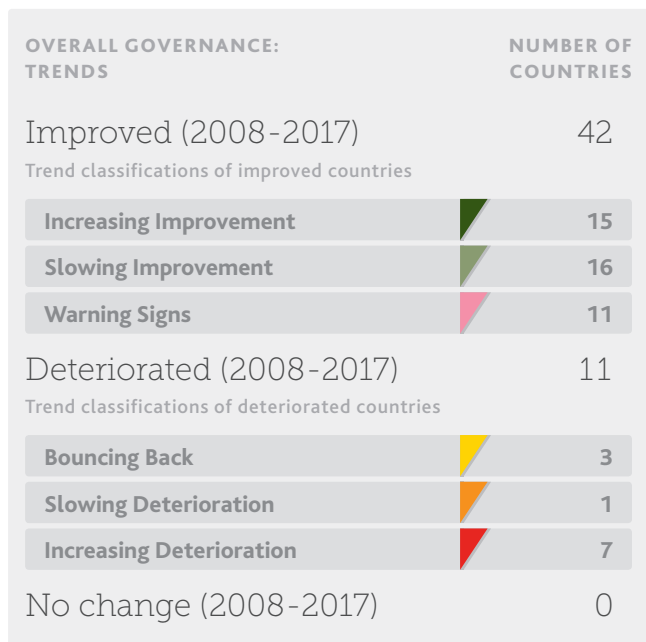 OVERALL GOVERNANCE: NUMBER OF
TRENDS COUNTRIES
Improved (2008-2017) 42
Trend classifications of improved countries
Increasing Improvement 15
Slowing Improvement 16
Warning Signs 11
Deteriorated (2008-2017) 11
Trend classifications of deteriorated countries
Bouncing Back 3
Slowing Deterioration 1
Increasing Deterioration 7
No change (2008-2017) 0